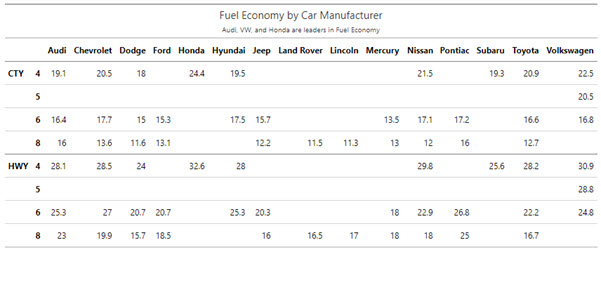 Fuel Economy by Car Manufacturer
Audi, VW, and Honda are leaders in Fuel Economy
Audi Chevrolet Dodge Ford Honda Hyundai Jeep Land Rover Lincoln Mercury Nissan Pontiac Subaru Toyota Volkswagen
CTY 4 19.1 20.5 18 24.4 19.5 21.5 19.3 20.9 22.5
5 20.5
6 16.4 17.7 15 15.3 17.5 15.7 13.5 17.1 17.2 16.6 16.8
8 16 13.6 11.6 13.1 12.2 11.5 11.3 13 12 16 12.7
HWY 4 28.1 28.5 24 32.6 28 29.8 25.6 28.2 30.9
5 28.8
6 25.3 27 20.7 20.7 25.3 20.3 18 22.9 26.8 22.2 24.8
8 23 19.9 15.7 18.5 16 16.5 17 18 18 25 16.7